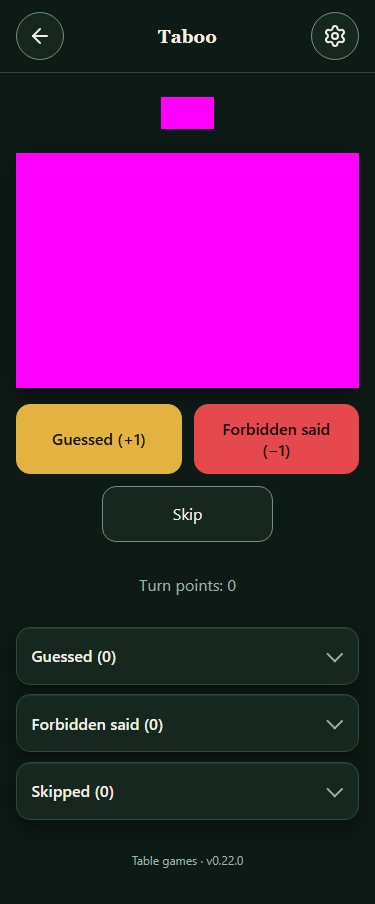 Taboo
Guessed (+1)
Forbidden said
(−1)
Skip
Turn points: 0
Guessed (0)
Forbidden said (0)
Skipped (0)
Table games · v0.22.0